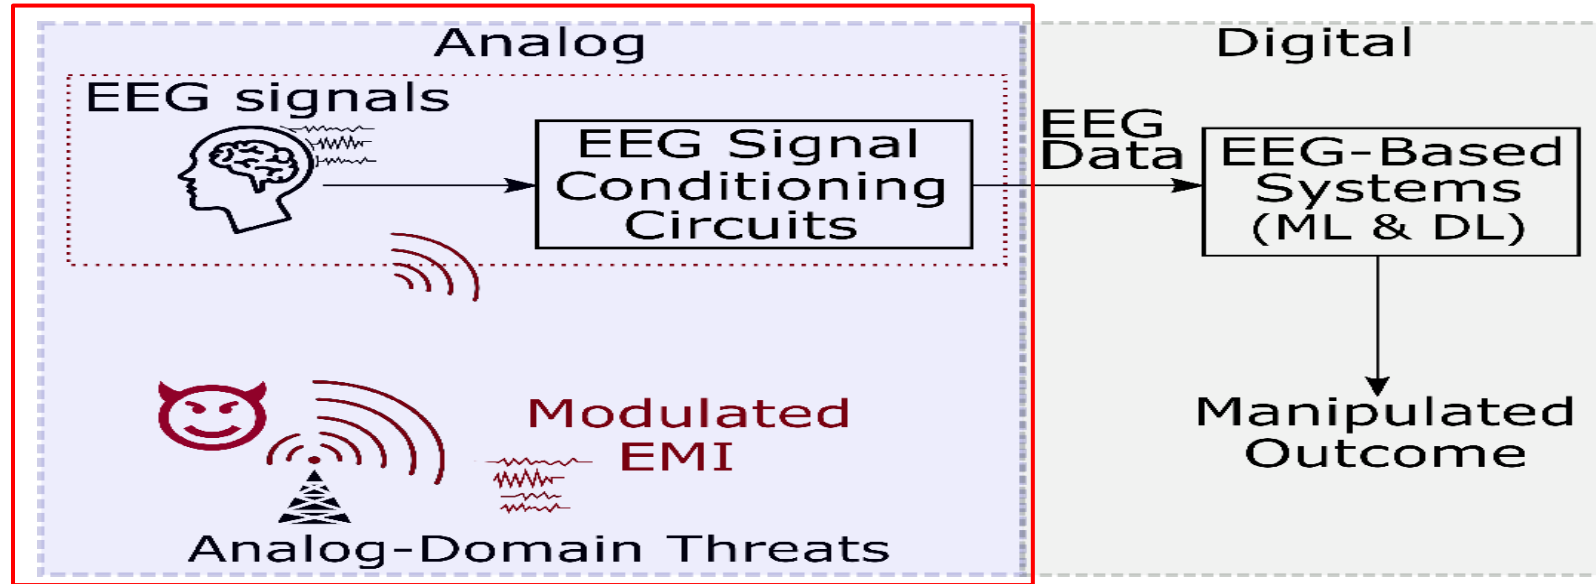 Analog
Digital
EEG signals
EEG Signal
Conditioning
Circuits
EEG
Data
EEG-Based
Systems
(ML & DL)
Modulated
EMI
Manipulated
Outcome
Analog-Domain Threats